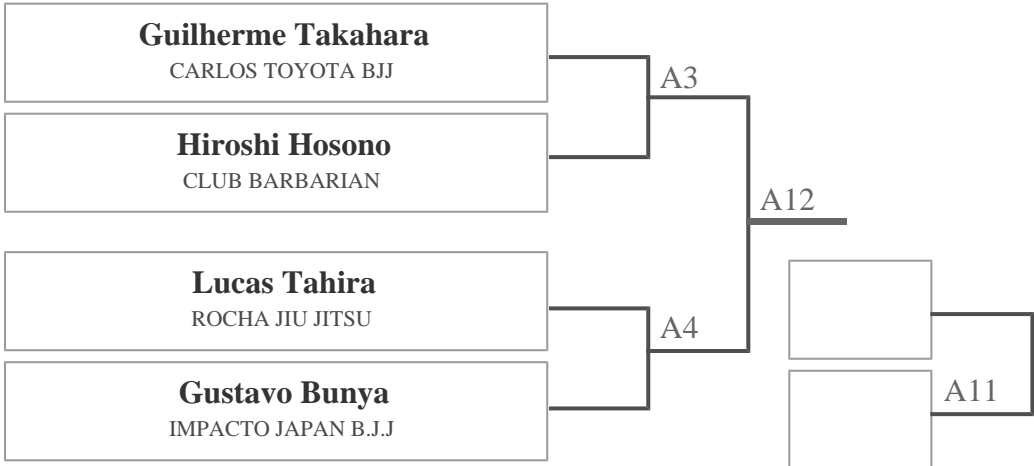 Guilherme Takahara
CARLOS TOYOTA BJJ
A3
Hiroshi Hosono
CLUB BARBARIAN
A12
Lucas Tahira
ROCHA JIU JITSU
A4
Gustavo Bunya
IMPACTO JAPAN B.J.J
A11